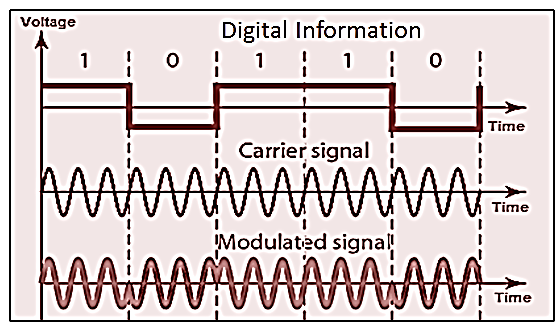 Voltage
Digital Information
1 0 1 1 0
Time
Carrier signal
Time
Modulated signal
Time